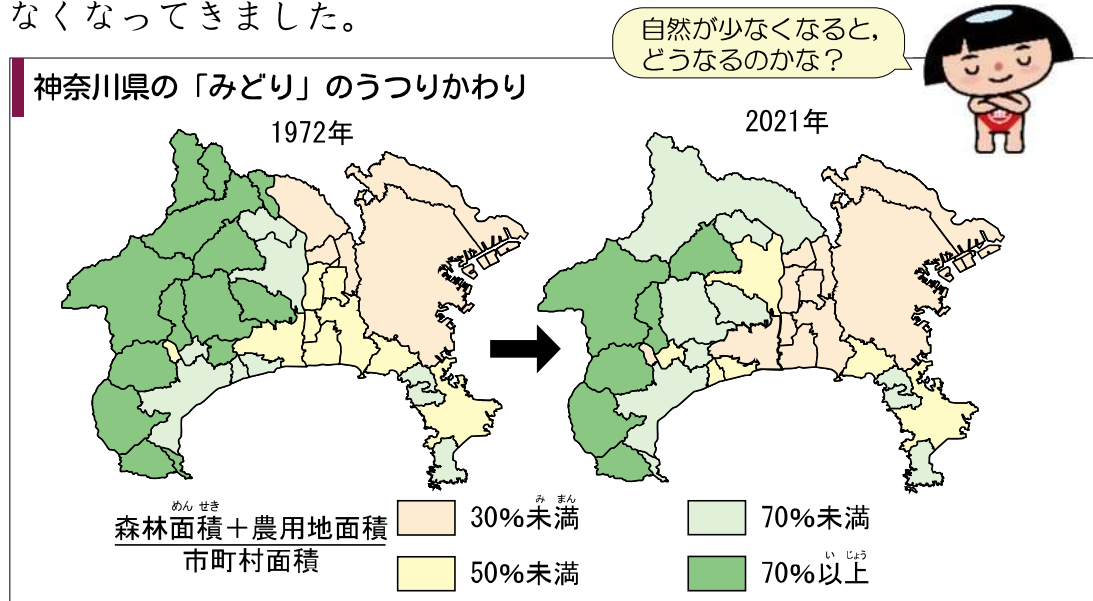 なくなってきました。
自然が少なくなると，
どうなるのかな？
神奈川県の「みどり」のうつりかわり
1972年
2021年
めん せき
森林面積＋農用地面積
市町村面積
み まん
30%未満
50%未満
70%未満
い じょう
70%以上